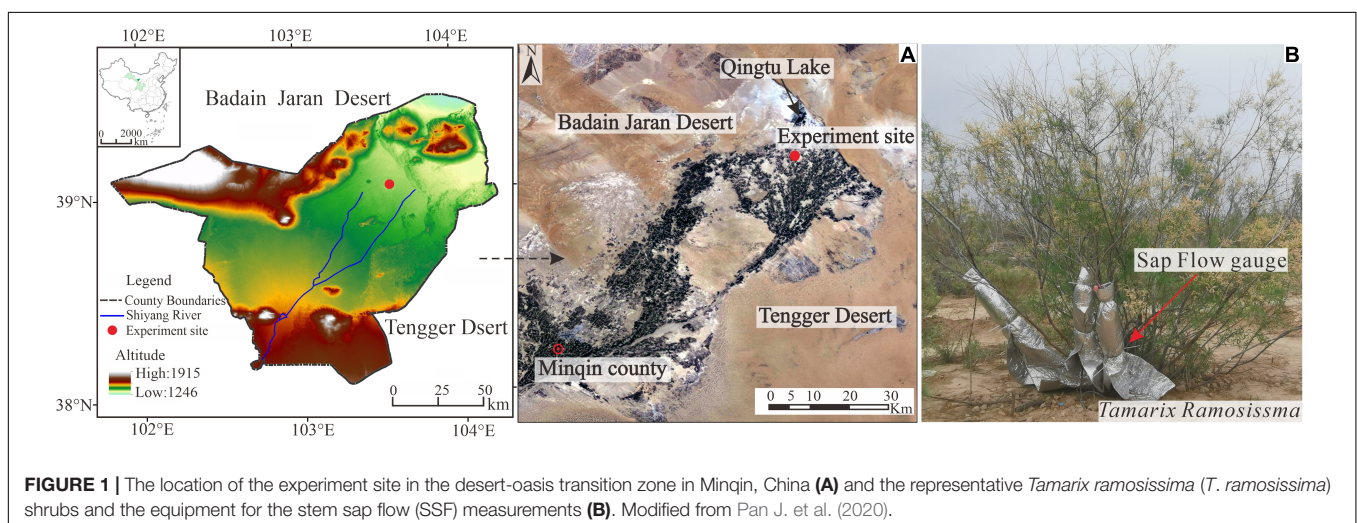 102°E 103°E 104°E
0 2000
km
Badain Jaran Desert
39°N
38°N
Legend
County Boundaries
Shiyang River
Experiment site
Altitude
High:1915
Low:1246
Tengger Dsert
0 25 50
km
102°E 103°E 104°E
N
A
Qingtu Lake
Badain Jaran Desert
Experiment site
Tengger Desert
Minqin county
0 5 10 20 30
Km
B
Sap Flow gauge
Tamarix Ramosissma
FIGURE 1 | The location of the experiment site in the desert-oasis transition zone in Minqin, China (A) and the representative Tamarix ramosissima (T. ramosissima)
shrubs and the equipment for the stem sap flow (SSF) measurements (B). Modified from Pan J. et al. (2020).